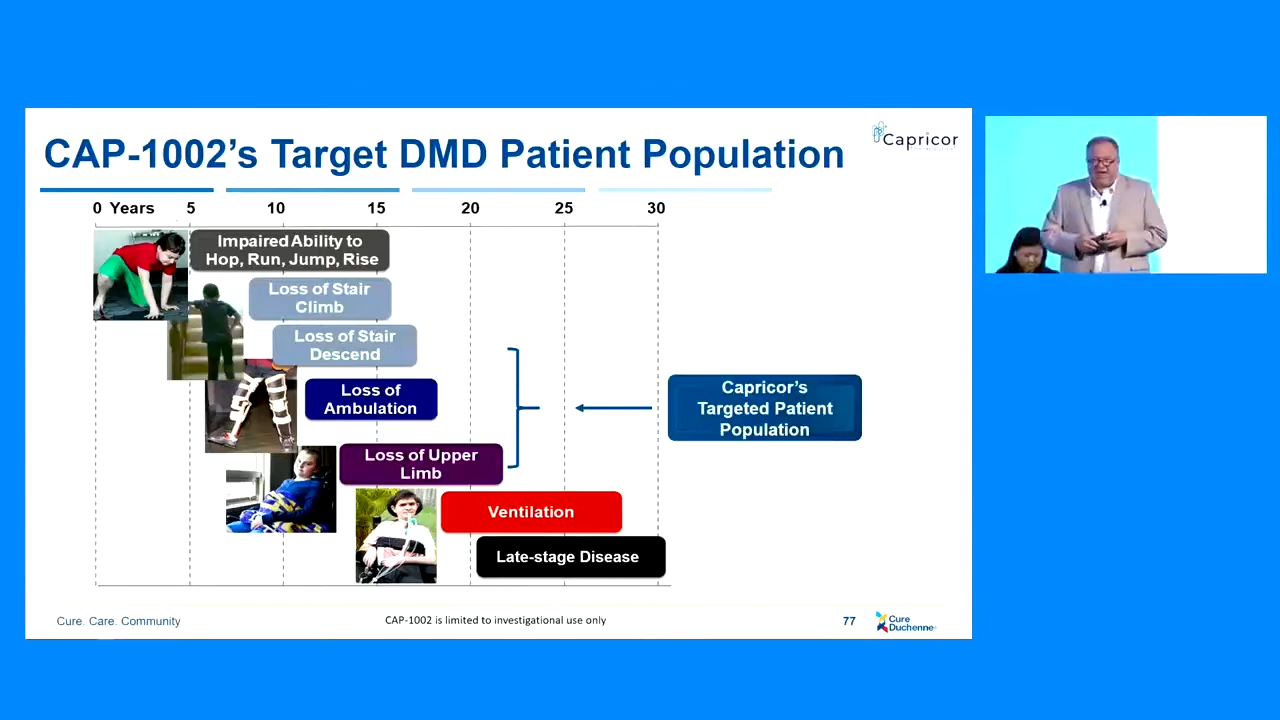 CAP-1002's Target DMD Patient Population
Capricor
0 Years 5 10 15 20 25 30
Impaired Ability to
Hop, Run, Jump, Rise
Loss of Stair
Climb
Loss of Stair
Descend
Loss of
Ambulation
Capricor's
Targeted Patient
Population
Loss of Upper
Limb
Ventilation
Late-stage Disease
Cure. Care. Community
CAP-1002 is limited to investigational use only
77
Cure
Duchenne